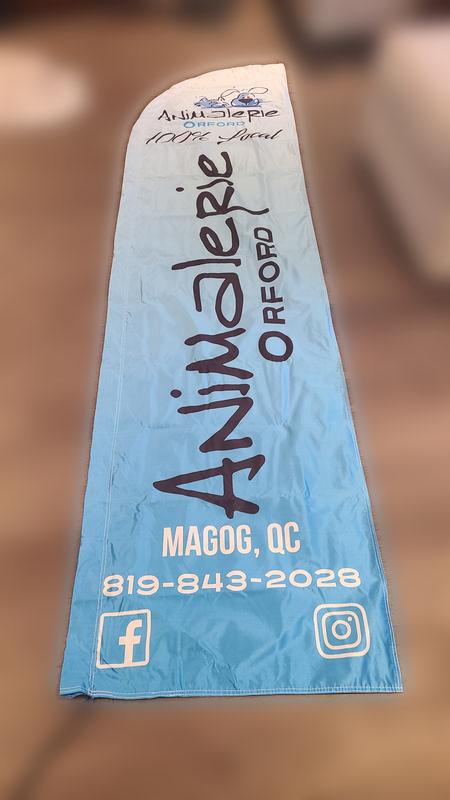 Animalerie
ORFORD
100% Local
Animalerie
ORFORD
MAGOG, QC
819-843-2028